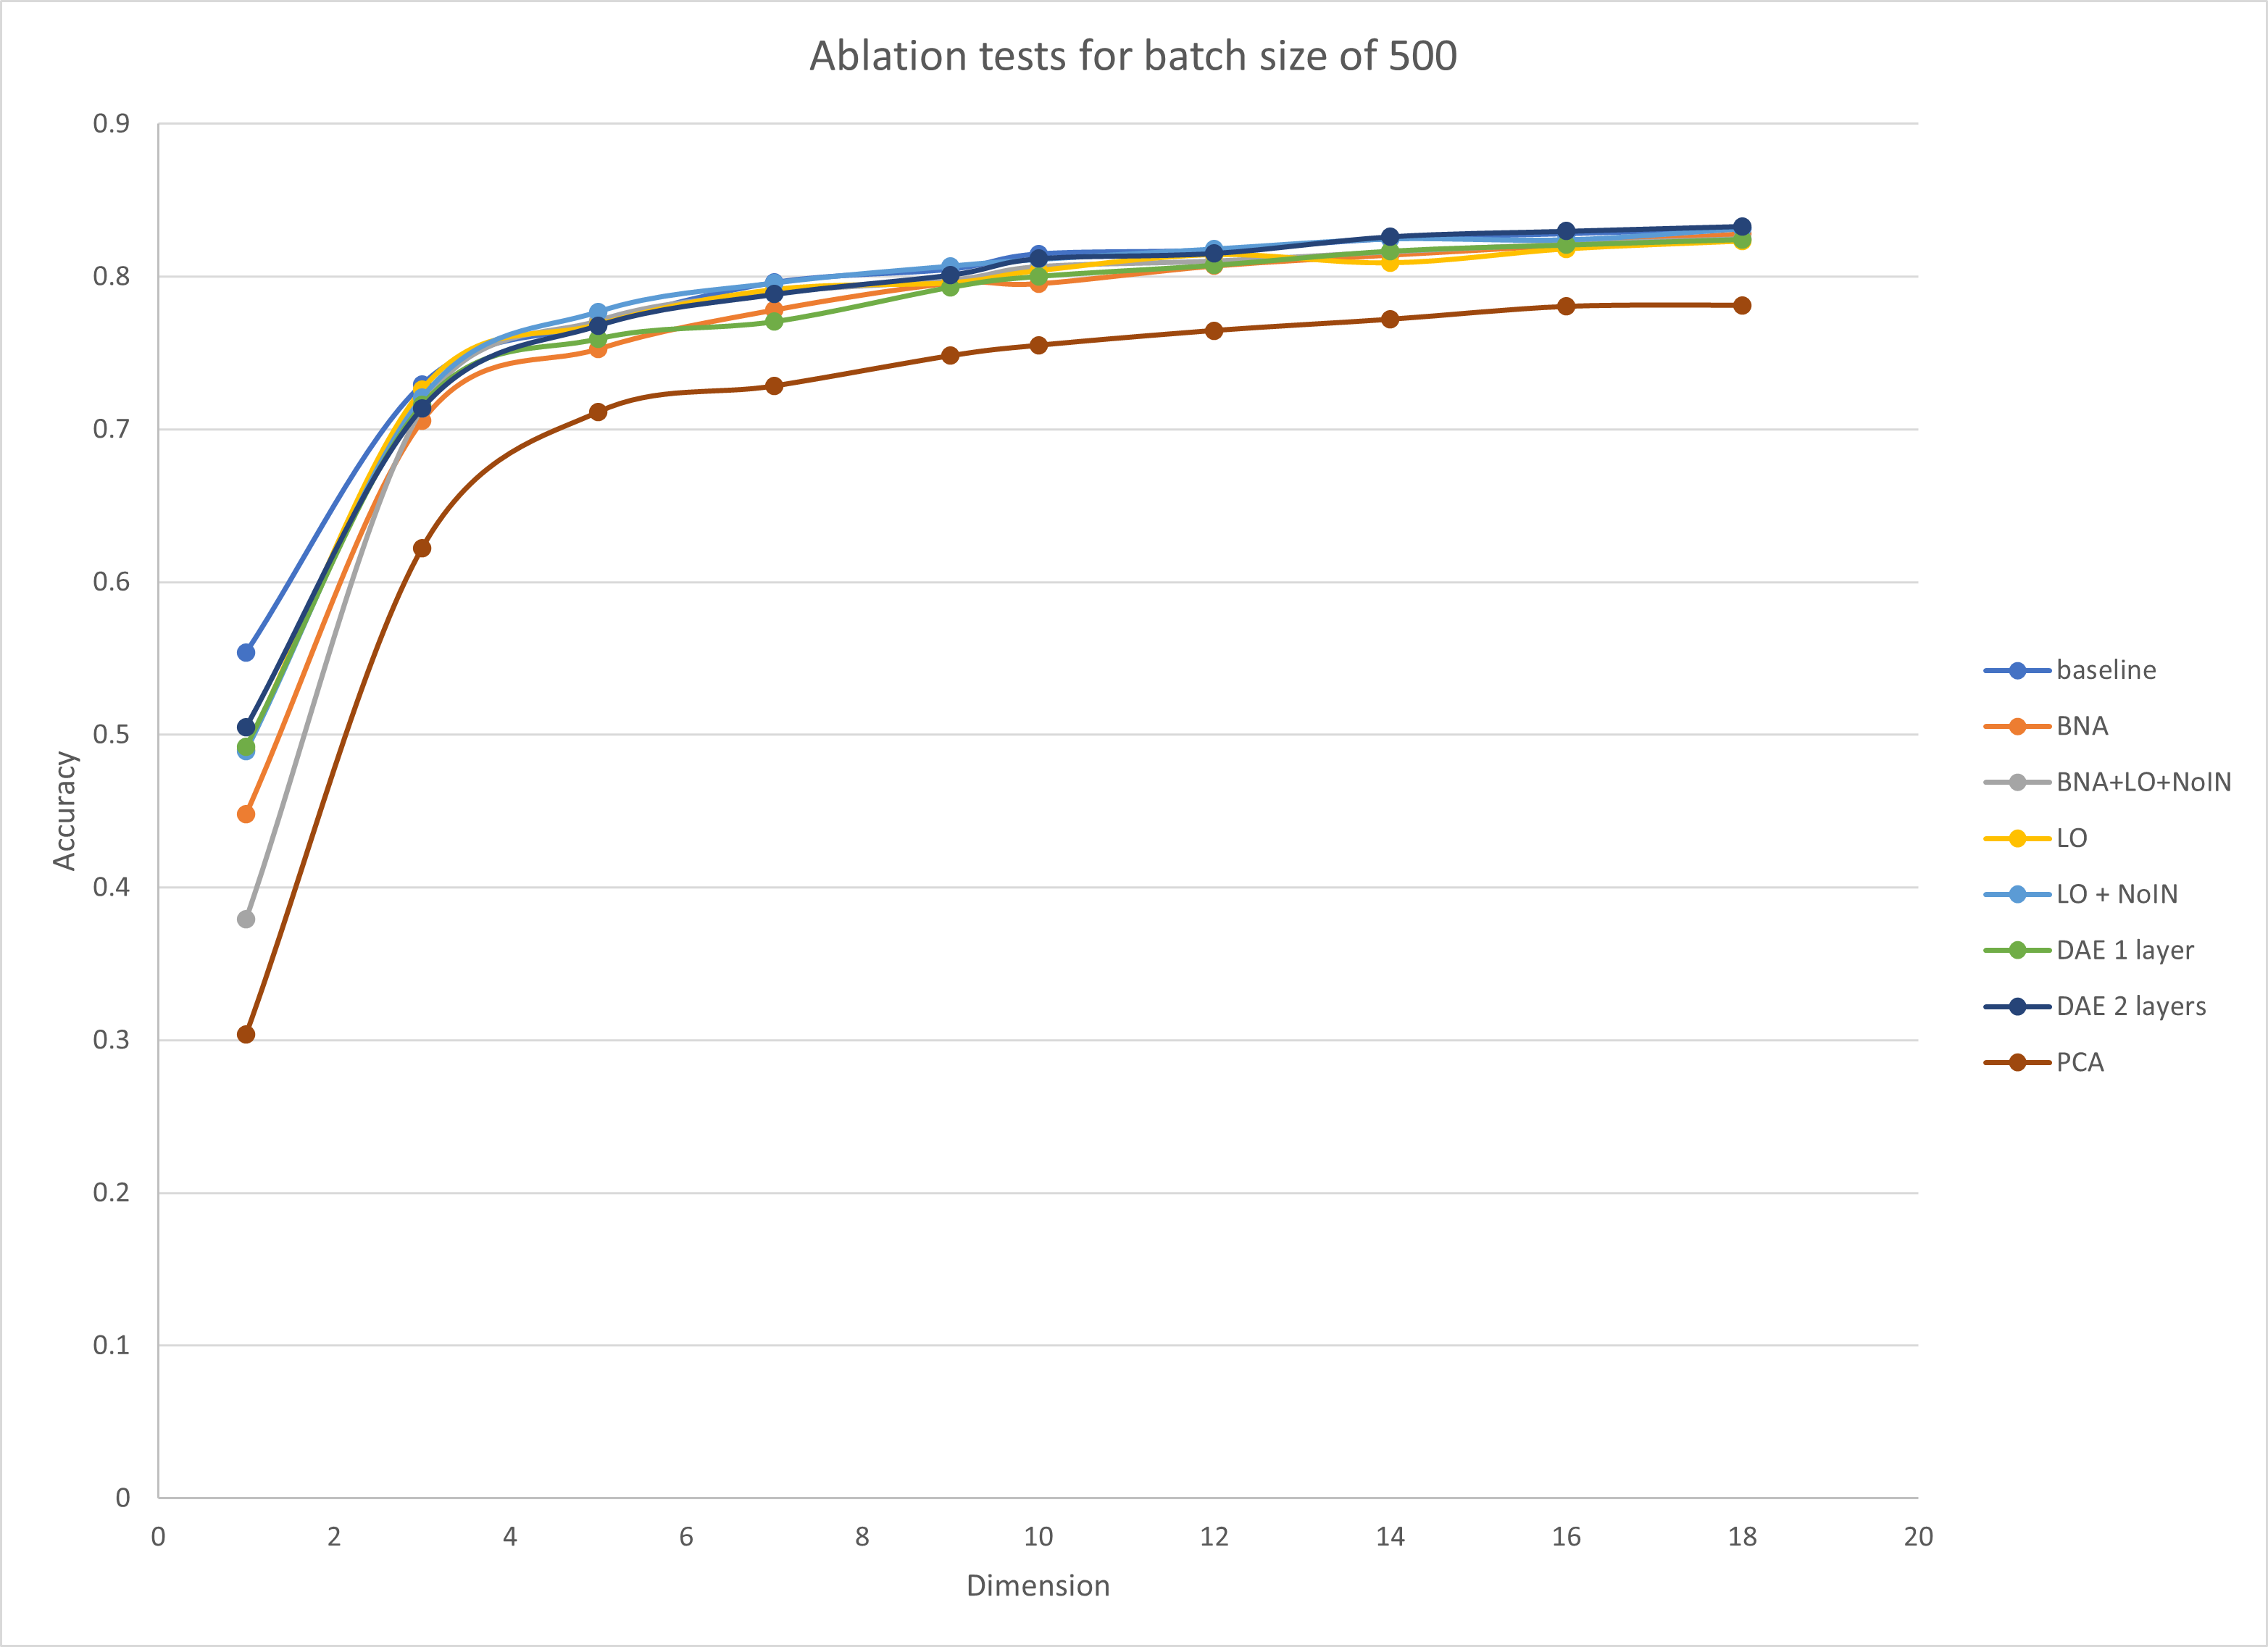 Ablation tests for batch size of 500
0.9
0.8
0.7
0.6
0.5
0.4
0.3
0.2
0.1
0
Accuracy
0 2 4 6 8 10 12 14 16 18 20
Dimension
baseline
BNA
BNA+LO+NoIN
LO
LO + NoIN
DAE 1 layer
DAE 2 layers
PCA